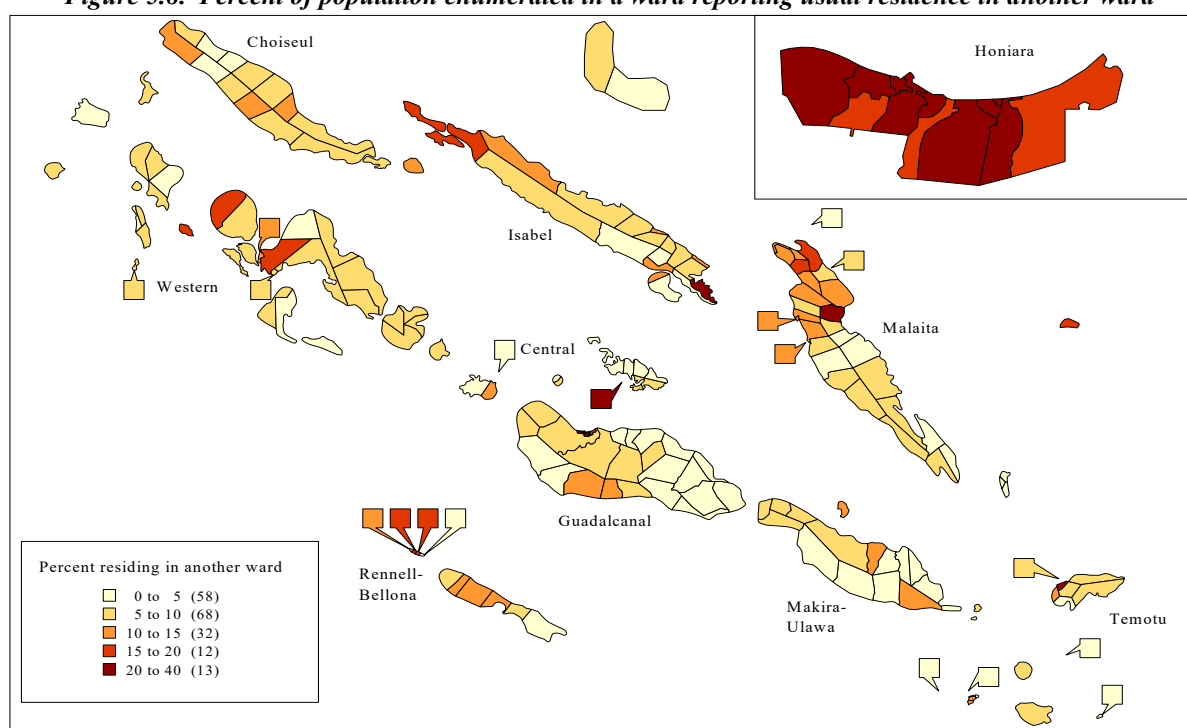 Figure 5.6. Percent of population enumerated in a ward reporting usual residence in another ward
Choiseul
Honiara
Isabel
Western
Malaita
Central
Guadalcanal
Rennell-
Bellona
Makira-
Ulawa
Temotu
Percent residing in another ward
0 to 5 (58)
5 to 10 (68)
10 to 15 (32)
15 to 20 (12)
20 to 40 (13)